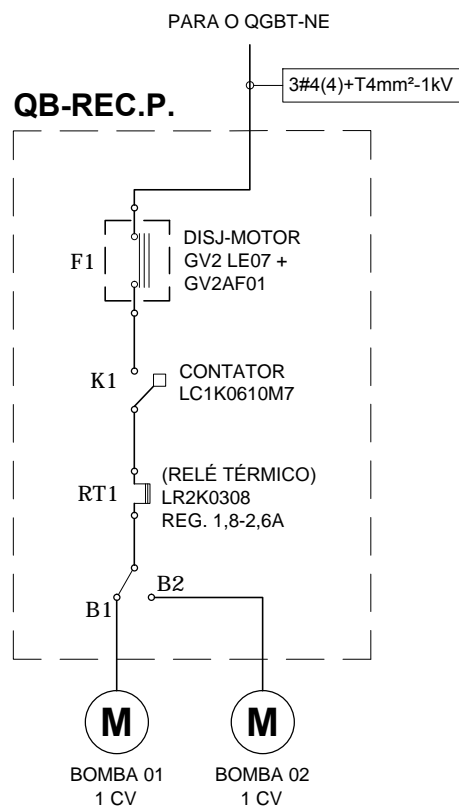 PARA O QGBT-NE
3#4(4)+T4mm²-1kV
QB-REC.P.
F1
DISJ-MOTOR
GV2 LE07 +
GV2AF01
K1
CONTATOR
LC1K0610M7
RT1
(RELÉ TÉRMICO)
LR2K0308
REG. 1,8-2,6A
B1
B2
M
M
BOMBA 01
1 CV
BOMBA 02
1 CV